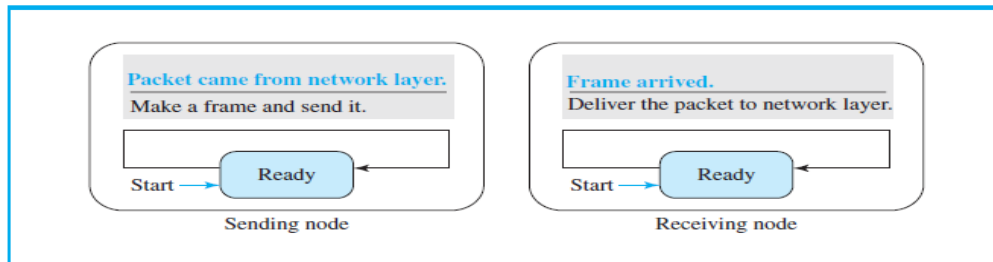 Packet came from network layer.
Make a frame and send it.
Ready
Start
Sending node
Frame arrived.
Deliver the packet to network layer.
Ready
Start
Receiving node